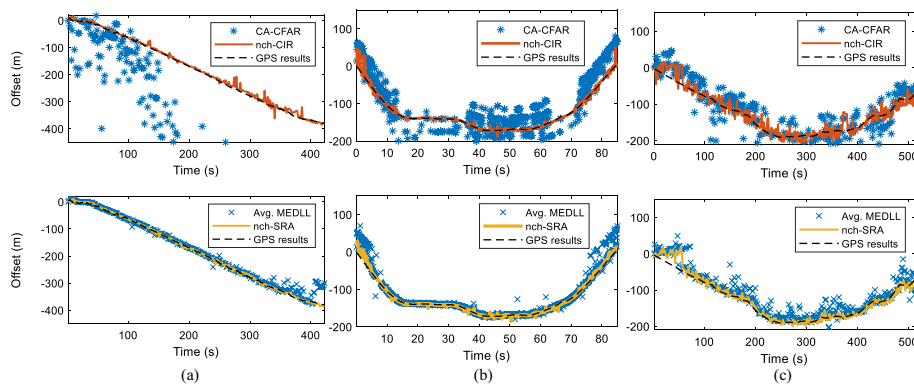 0
-200
-400
Offset (m)
CA-CFAR
nch-CIR
GPS results
100 200 300 400
Time (s)
100
0
-100
-200
CA-CFAR
nch-CIR
GPS results
0 10 20 30 40 50 60 70 80
Time (s)
100
0
-100
-200
CA-CFAR
nch-CIR
GPS results
0 100 200 300 400 500
Time (s)
0
-200
-400
Offset (m)
Avg. MEDLL
nch-SRA
GPS results
100 200 300 400
Time (s)
100
0
-100
-200
Avg. MEDLL
nch-SRA
GPS results
0 10 20 30 40 50 60 70 80
Time (s)
100
0
-100
-200
Avg. MEDLL
nch-SRA
GPS results
0 100 200 300 400 500
Time (s)
(a) (b) (c)